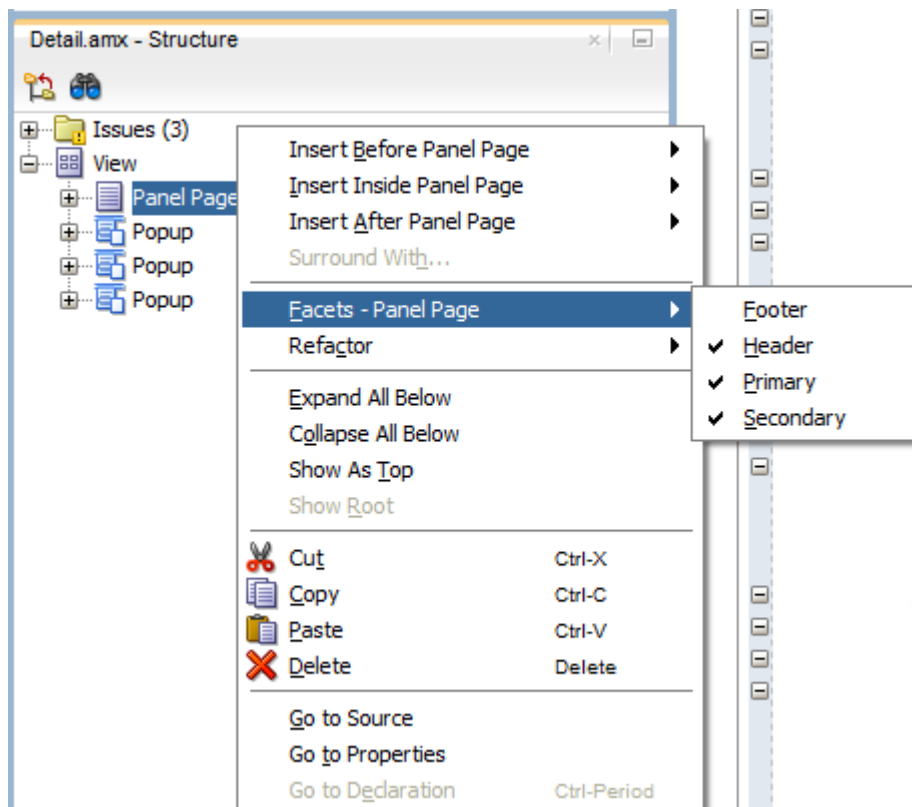 Detail.amx - Structure
Issues (3)
View
Panel Page
Popup
Popup
Popup
Insert Before Panel Page
Insert Inside Panel Page
Insert After Panel Page
Surround With...
Facets - Panel Page
Refactor
Expand All Below
Collapse All Below
Show As Top
Show Root
Cut Ctrl-X
Copy Ctrl-C
Paste Ctrl-V
Delete Delete
Go to Source
Go to Properties
Go to Declaration Ctrl-Period
Footer
Header
Primary
Secondary